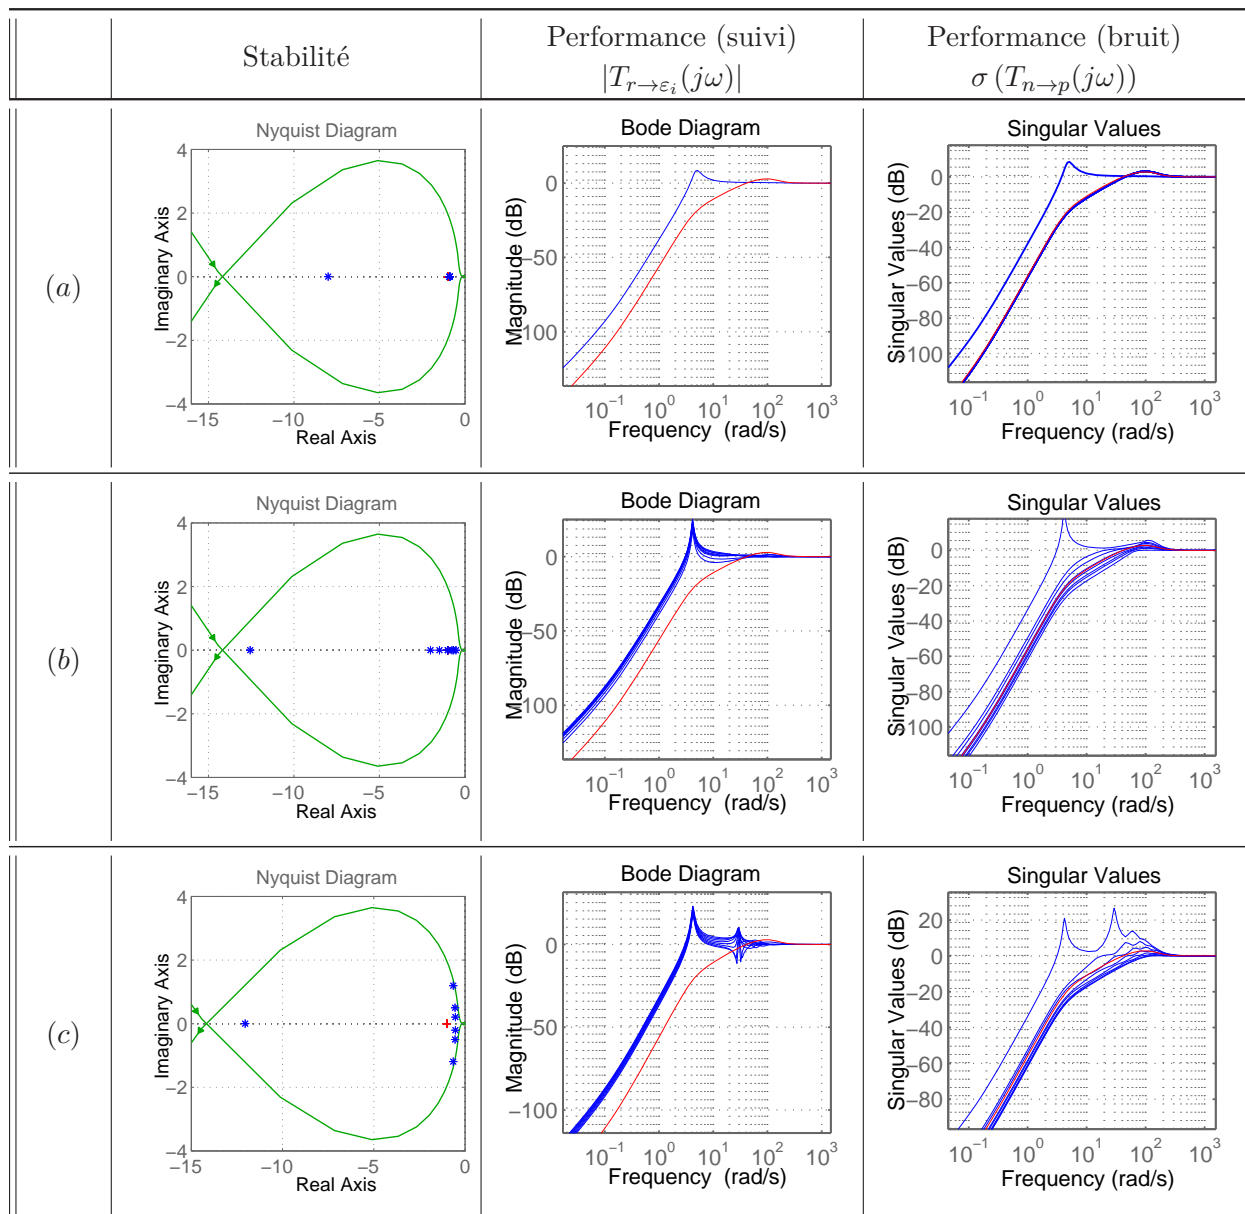 Stabilité
Performance (suivi)
|T_{r→ε_i}(jω)|
Performance (bruit)
σ (T_{n→p}(jω))
(a)
Nyquist Diagram
Imaginary Axis
4
2
0
−2
−4
−15
−10
−5
0
Real Axis
Bode Diagram
Magnitude (dB)
0
−50
100
10^{−1}
10^0
10^1
10^2
10^3
Frequency (rad/s)
Singular Values
Singular Values (dB)
0
−20
−40
−60
−80
100
10^{−1}
10^0
10^1
10^2
10^3
Frequency (rad/s)
(b)
Nyquist Diagram
Imaginary Axis
4
2
0
−2
−4
−15
−10
−5
0
Real Axis
Bode Diagram
Magnitude (dB)
0
−50
100
10^{−1}
10^0
10^1
10^2
10^3
Frequency (rad/s)
Singular Values
Singular Values (dB)
0
−20
−40
−60
−80
100
10^{−1}
10^0
10^1
10^2
10^3
Frequency (rad/s)
(c)
Nyquist Diagram
Imaginary Axis
4
2
0
−2
−4
−15
−10
−5
0
Real Axis
Bode Diagram
Magnitude (dB)
0
−50
−100
10^{−1}
10^0
10^1
10^2
10^3
Frequency (rad/s)
Singular Values
Singular Values (dB)
20
0
−20
−40
−60
−80
10^{−1}
10^0
10^1
10^2
10^3
Frequency (rad/s)